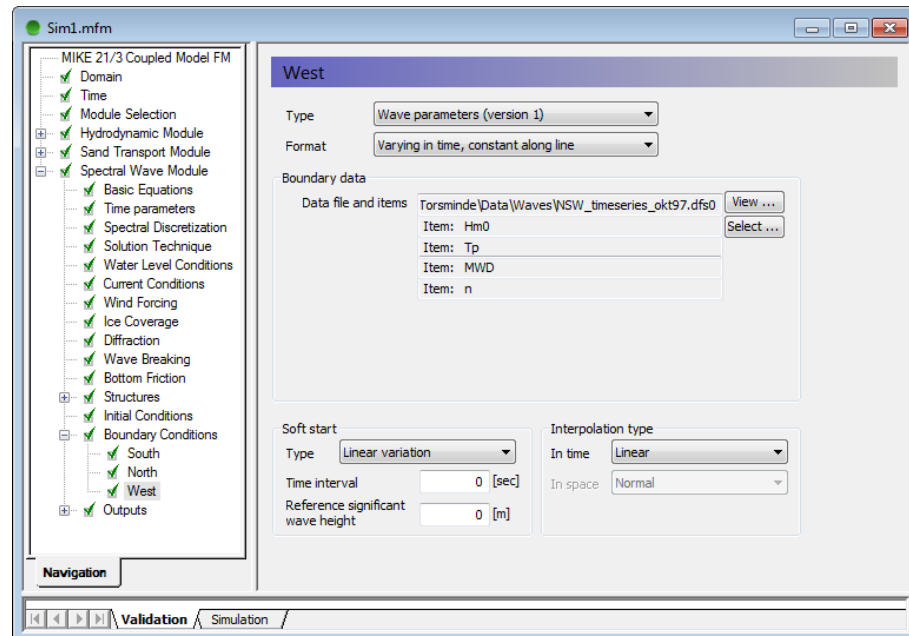 Sim1.mfm
MIKE 21/3 Coupled Model FM
Domain
Time
Module Selection
Hydrodynamic Module
Sand Transport Module
Spectral Wave Module
Basic Equations
Time parameters
Spectral Discretization
Solution Technique
Water Level Conditions
Current Conditions
Wind Forcing
Ice Coverage
Diffraction
Wave Breaking
Bottom Friction
Structures
Initial Conditions
Boundary Conditions
South
North
West
Outputs
Navigation
West
Type Wave parameters (version 1)
Format Varying in time, constant along line
Boundary data
Data file and items Torsminde\Data\Waves\NSW_timeseries_okt97.dfs0 View ...
Item: Hm0 Select ...
Item: Tp
Item: MWD
Item: n
Soft start
Type Linear variation
Time interval 0 [sec]
Reference significant
wave height 0 [m]
Interpolation type
In time Linear
In space Normal
Validation Simulation